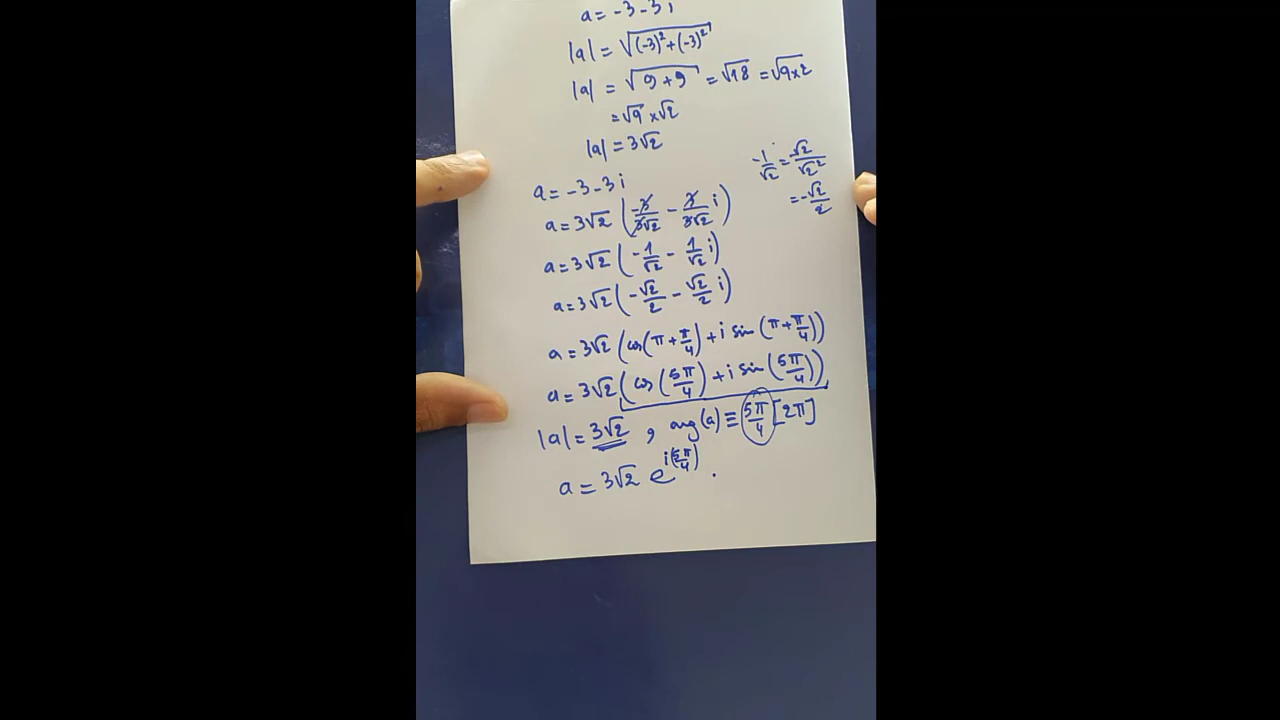 a = -3-3i
|a| = √((-3)²+(-3)²)
|a| = √(9+9) = √18 = √(9×2)
= √9 × √2
|a| = 3√2
-1/√2 = -√2/√2²
= -√2/2
a = -3-3i
a = 3√2 (-3/3√2 - 3/3√2 i)
a = 3√2 (-1/√2 - 1/√2 i)
a = 3√2 (-√2/2 - √2/2 i)
a = 3√2 (cos(π+π/4) + i sin(π+π/4))
a = 3√2 (cos(5π/4) + i sin(5π/4))
|a| = 3√2 , arg(a) ≡ 5π/4 [2π]
a = 3√2 e^i(5π/4) .